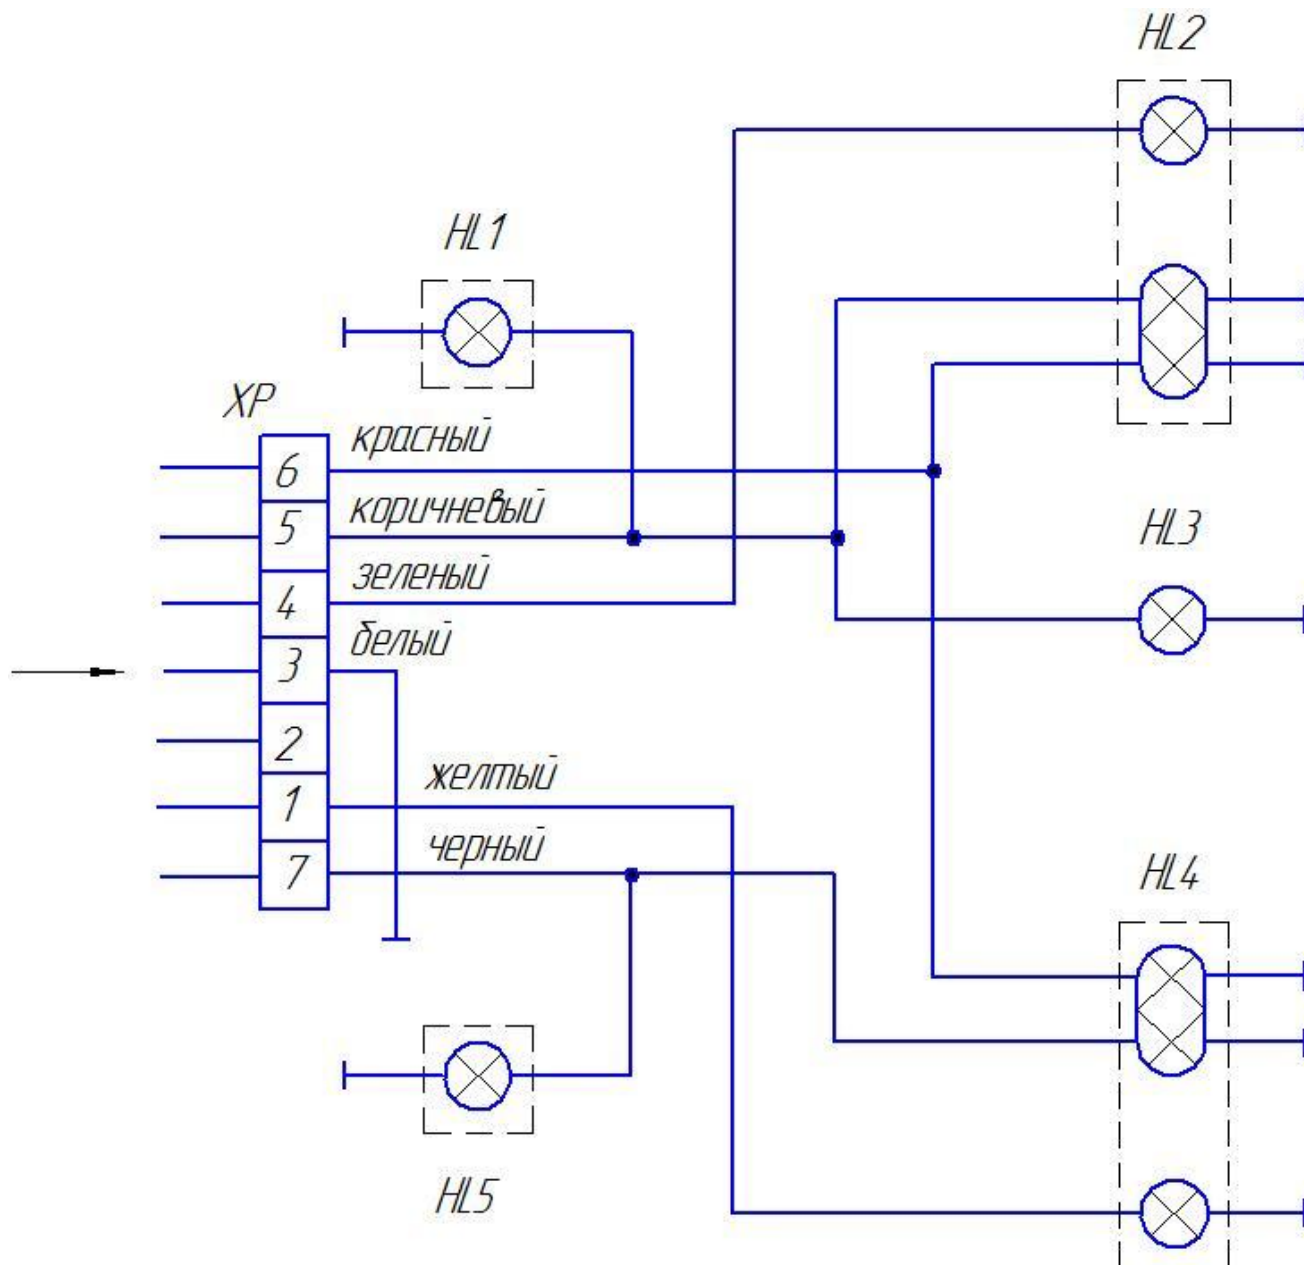 HL2
HL1
XP
6 красный
5 коричневый
HL3
4 зеленый
3 белый
2
1 желтый
7 черный
HL4
HL5